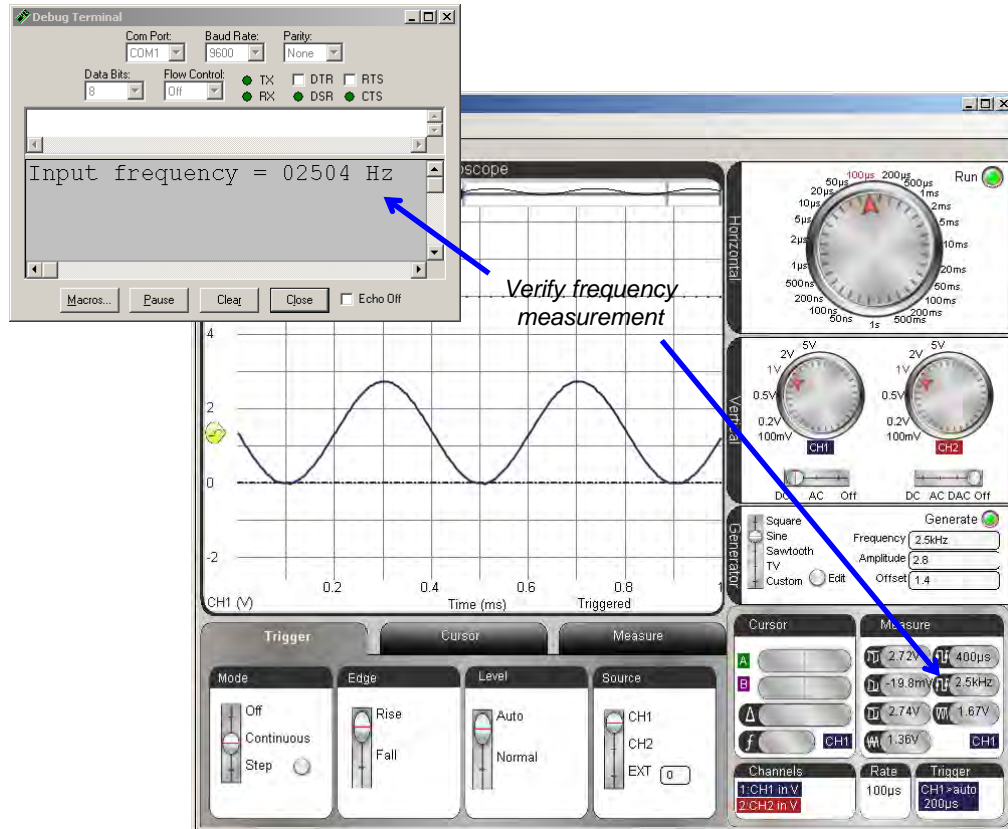 Debug Terminal
Com Port:
Baud Rate:
Parity:
COM1
9600
None
Data Bits:
Flow Control:
8
Off
TX
DTR
RTS
RX
DSR
CTS
Input frequency = 02504 Hz
Macros...
Pause
Clear
Close
Echo Off
Verify frequency
measurement
4
2
0
-2
0.2
0.4
0.6
0.8
1
CH1 (V)
Time (ms)
Triggered
Horizontal
Run
50ns
100ns
200ns
500ns
1µs
2µs
5µs
10µs
20µs
50µs
100µs
200µs
500µs
1ms
2ms
5ms
10ms
20ms
50ms
100ms
200ms
500ms
1s
Vertical
5V
2V
1V
0.5V
0.2V
100mV
CH1
DC AC Off
5V
2V
1V
0.5V
0.2V
100mV
CH2
DC AC DAC Off
Generator
Square
Sine
Sawtooth
TV
Custom
Edit
Generate
Frequency 2.5kHz
Amplitude 2.8
Offset 1.4
Trigger
Cursor
Measure
Mode
Off
Continuous
Step
Edge
Rise
Fall
Level
Auto
Normal
Source
CH1
CH2
EXT 0
Cursor
A
B
Δ
f
CH1
Measure
2.72V
400µs
-19.8mV
2.5kHz
2.74V
1.67V
1.36V
CH1
Channels
1:CH1 in V
2:CH2 in V
Rate
100µs
Trigger
CH1>auto
200µs